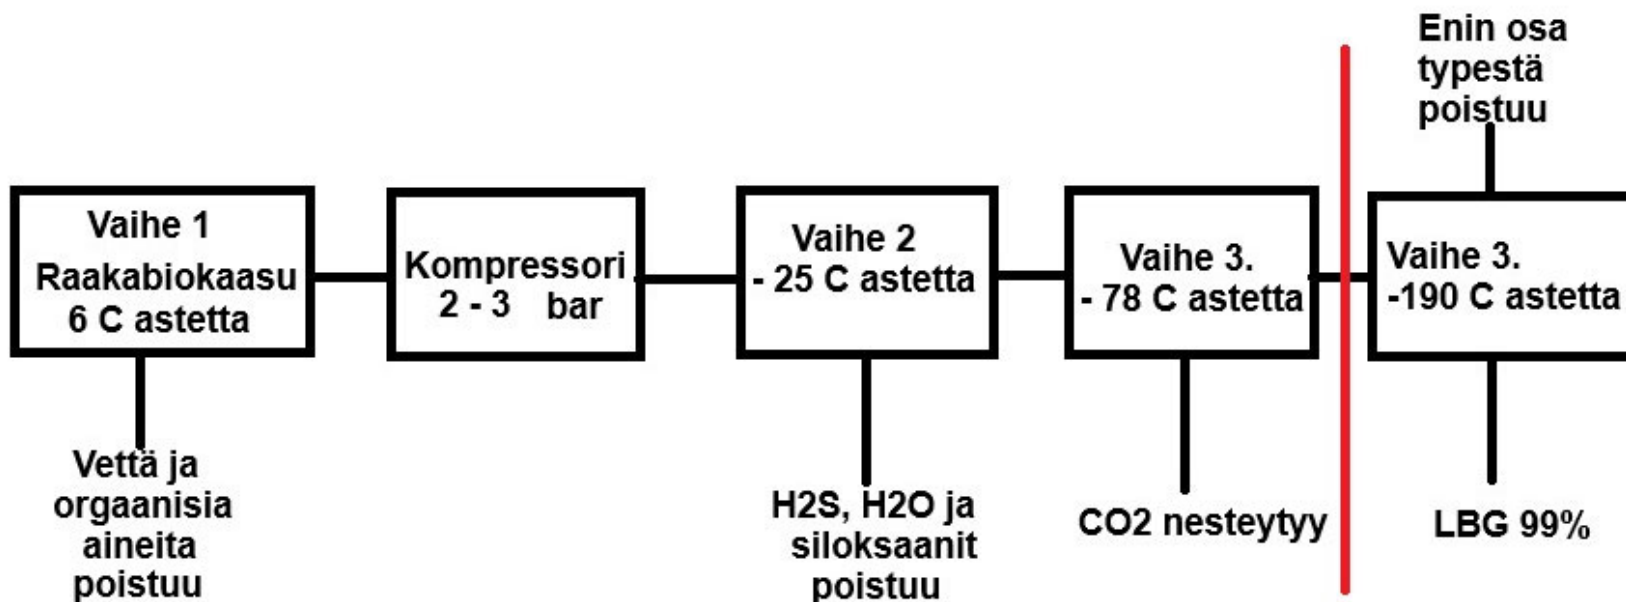 Vaihe 1
Raakabiokaasu
6 C astetta
Vettä ja
orgaanisia
aineita
poistuu
Kompressori
2 - 3 bar
Vaihe 2
- 25 C astetta
H2S, H2O ja
siloksaanit
poistuu
Vaihe 3.
- 78 C astetta
CO2 nesteytyy
Enin osa
typestä
poistuu
Vaihe 3.
-190 C astetta
LBG 99%